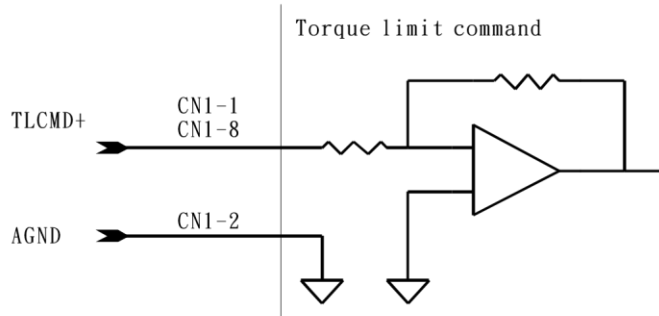 Torque limit command
CN1-1
TLCMD+
CN1-8
AGND
CN1-2